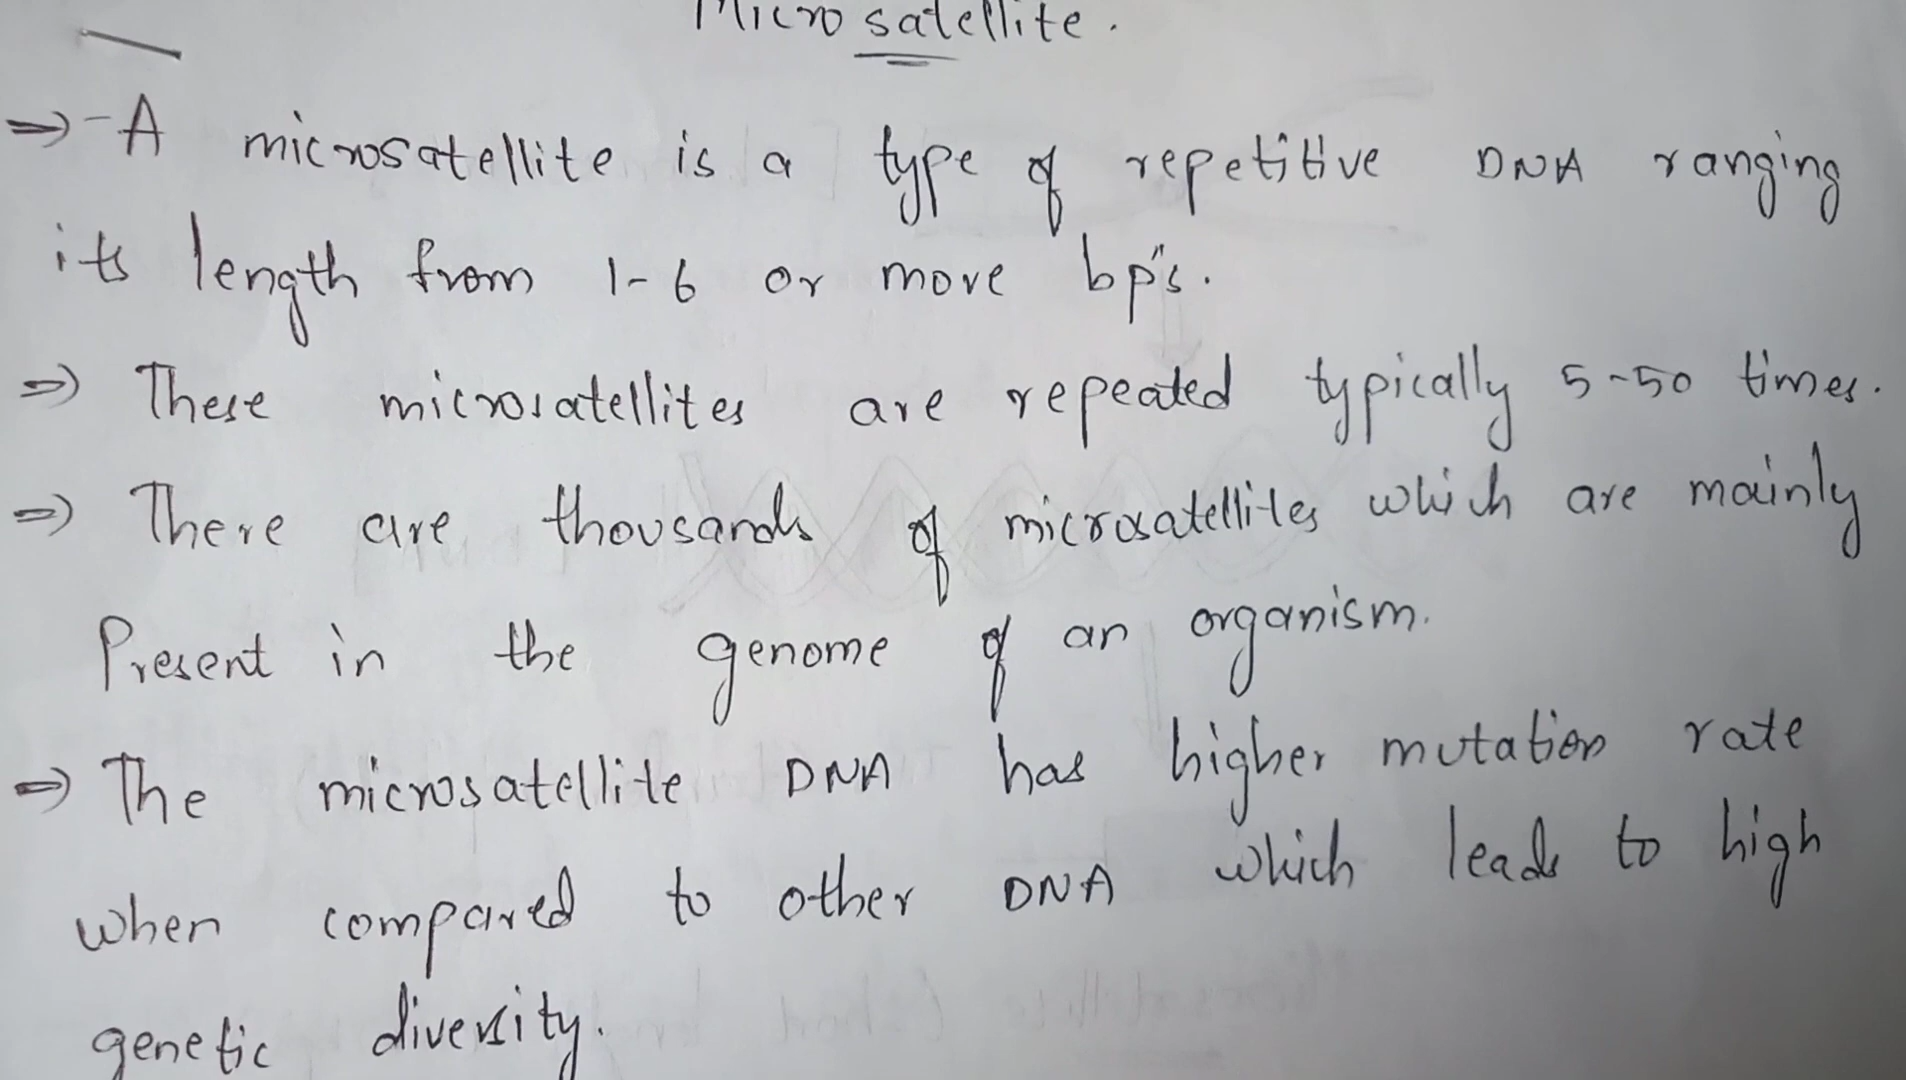 Micro satellite.
⇒ A microsatellite is a type of repetitive DNA ranging
its length from 1-6 or more bp's.
⇒ These microsatellites are repeated typically 5-50 times.
⇒ There are thousands of microsatellites which are mainly
Present in the genome of an organism.
⇒ The microsatellite DNA has higher mutation rate
when compared to other DNA which leads to high
genetic diversity.